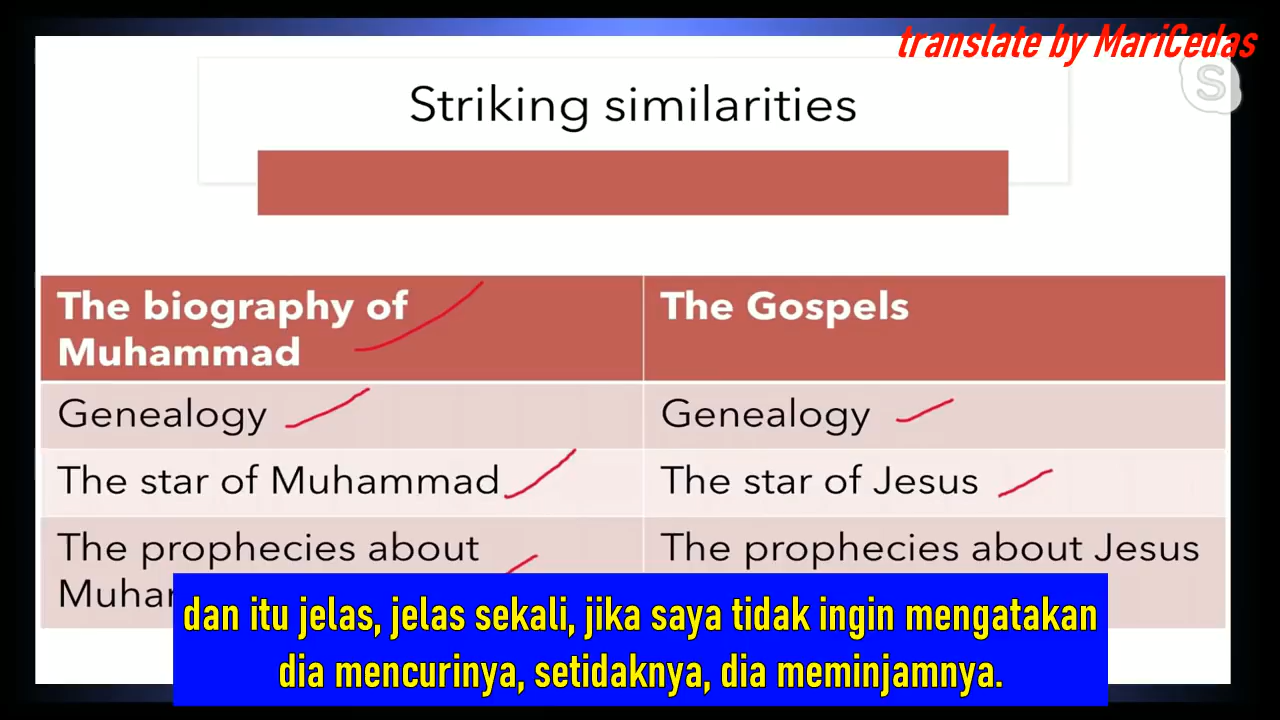 translate by MariCedas
S
Striking similarities
The biography of
Muhammad
The Gospels
Genealogy
Genealogy
The star of Muhammad
The star of Jesus
The prophecies about
The prophecies about Jesus
dan itu jelas, jelas sekali, jika saya tidak ingin mengatakan
dia mencurinya, setidaknya, dia meminjamnya.